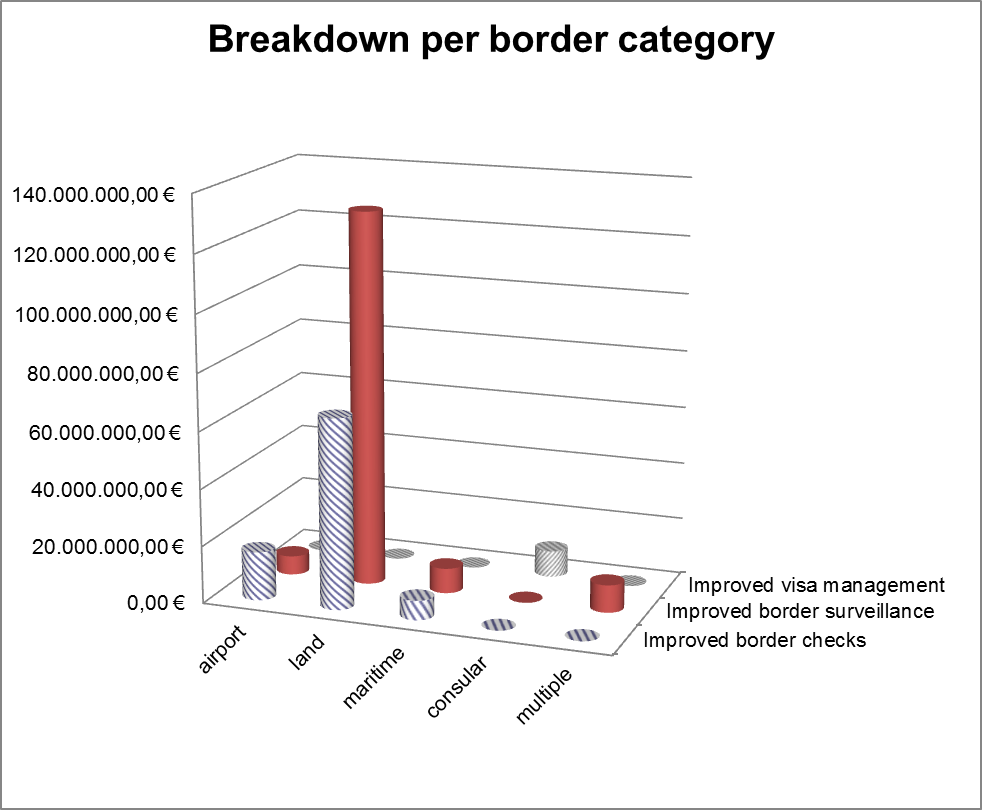 Breakdown per border category
140.000.000,00 €
120.000.000,00 €
100.000.000,00 €
80.000.000,00 €
60.000.000,00 €
40.000.000,00 €
20.000.000,00 €
0,00 €
Improved visa management
Improved border surveillance
Improved border checks
airport
land
maritime
consular
multiple